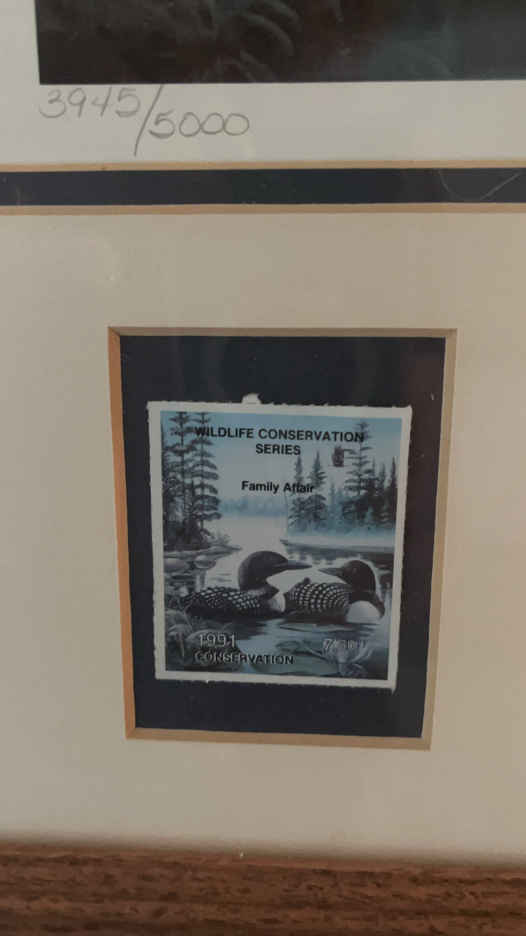 3945/5000
WILDLIFE CONSERVATION
SERIES
Family Affair
1991
CONSERVATION